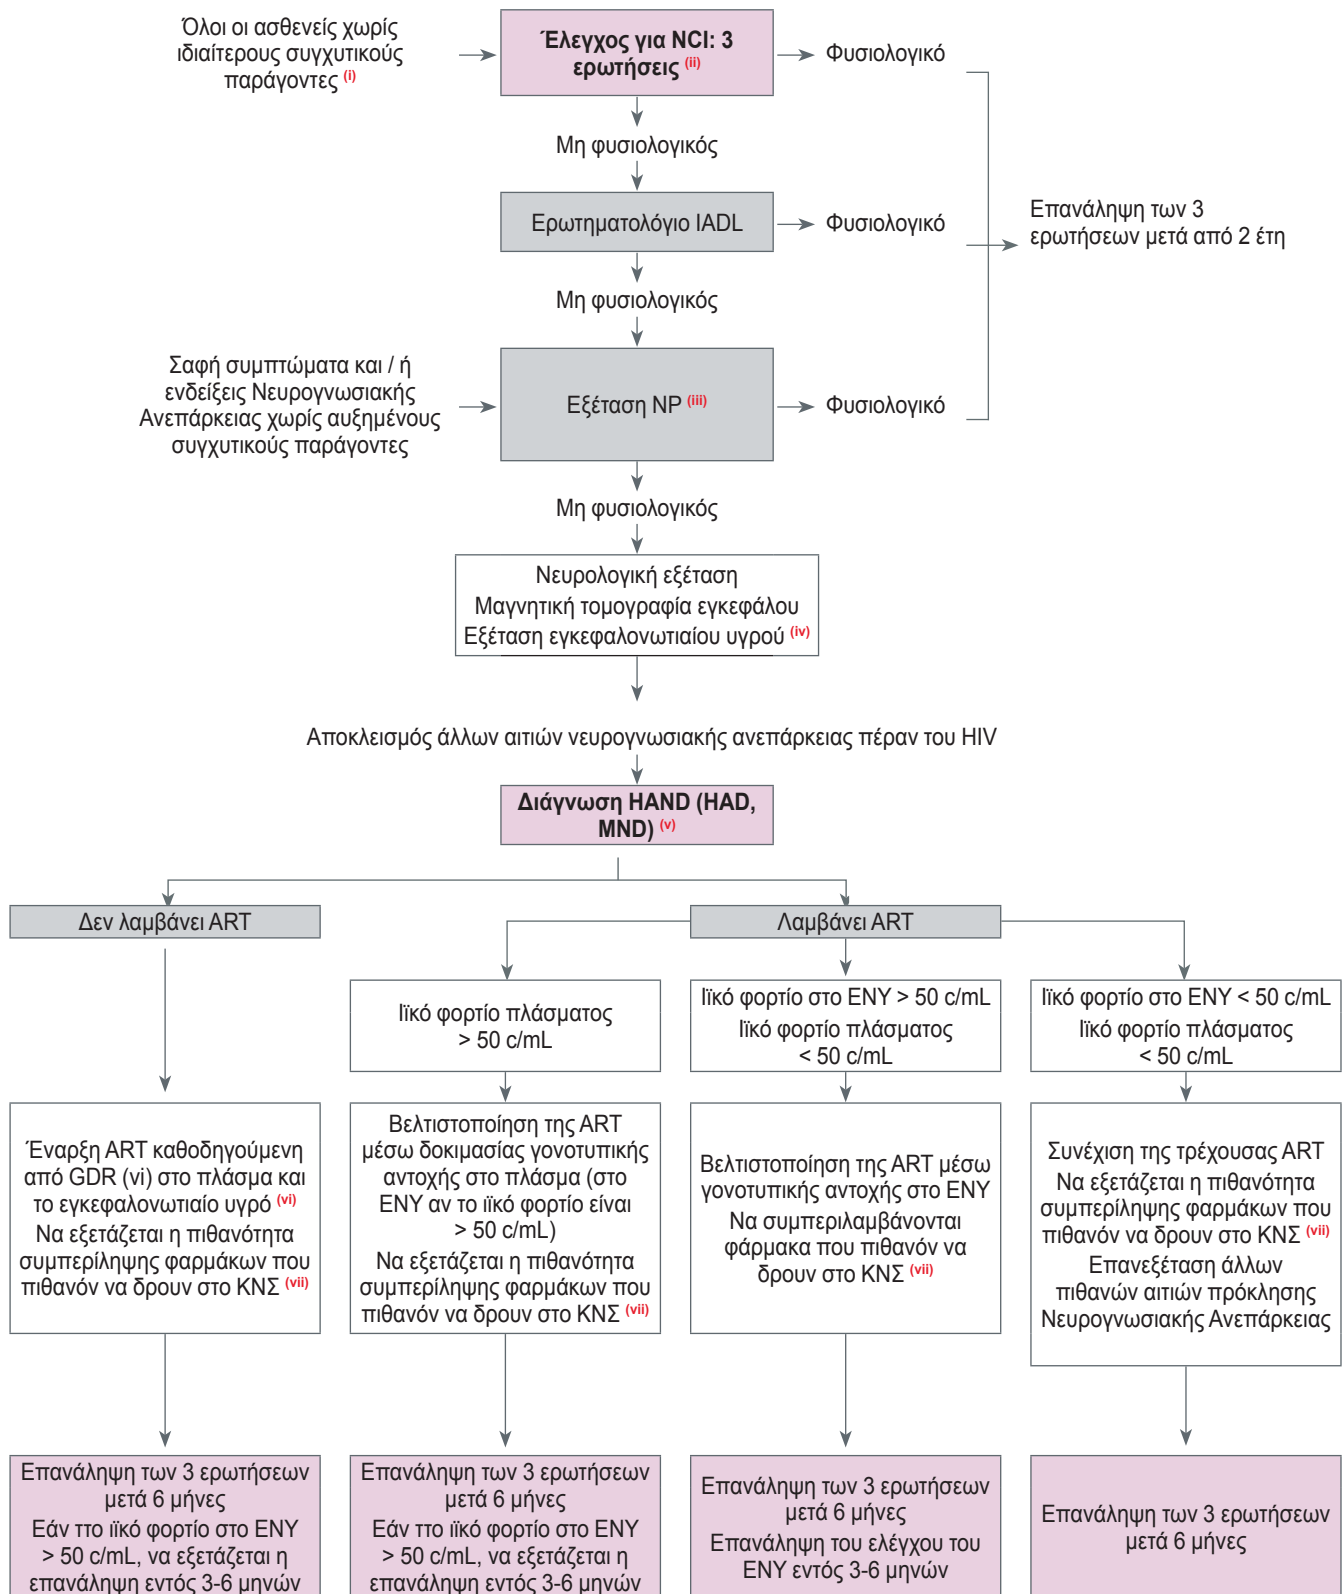 Όλοι οι ασθενείς χωρίς
ιδιαίτερους συγχυτικούς
παράγοντες (i)
Έλεγχος για NCI: 3
ερωτήσεις (ii)
Φυσιολογικό
Μη φυσιολογικός
Ερωτηματολόγιο IADL
Φυσιολογικό
Επανάληψη των 3
ερωτήσεων μετά από 2 έτη
Μη φυσιολογικός
Σαφή συμπτώματα και / ή
ενδείξεις Νευρογνωσιακής
Ανεπάρκειας χωρίς αυξημένους
συγχυτικούς παράγοντες
Εξέταση NP (iii)
Φυσιολογικό
Μη φυσιολογικός
Νευρολογική εξέταση
Μαγνητική τομογραφία εγκεφάλου
Εξέταση εγκεφαλονωτιαίου υγρού (iv)
Αποκλεισμός άλλων αιτιών νευρογνωσιακής ανεπάρκειας πέραν του HIV
Διάγνωση HAND (HAD,
MND) (v)
Δεν λαμβάνει ART
Λαμβάνει ART
Ιϊκό φορτίο πλάσματος
> 50 c/mL
Ιϊκό φορτίο στο ΕΝΥ > 50 c/mL
Ιϊκό φορτίο πλάσματος
< 50 c/mL
Ιϊκό φορτίο στο ΕΝΥ < 50 c/mL
Ιϊκό φορτίο πλάσματος
< 50 c/mL
Έναρξη ART καθοδηγούμενη
από GDR (vi) στο πλάσμα και
το εγκεφαλονωτιαίο υγρό (vi)
Να εξετάζεται η πιθανότητα
συμπερίληψης φαρμάκων που
πιθανόν να δρουν στο ΚΝΣ (vii)
Βελτιστοποίηση της ART
μέσω δοκιμασίας γονοτυπικής
αντοχής στο πλάσμα (στο
ΕΝΥ αν το ιϊκό φορτίο είναι
> 50 c/mL)
Να εξετάζεται η πιθανότητα
συμπερίληψης φαρμάκων που
πιθανόν να δρουν στο ΚΝΣ (vii)
Βελτιστοποίηση της ART μέσω
γονοτυπικής αντοχής στο ΕΝΥ
Να συμπεριλαμβάνονται
φάρμακα που πιθανόν να
δρουν στο ΚΝΣ (vii)
Συνέχιση της τρέχουσας ART
Να εξετάζεται η πιθανότητα
συμπερίληψης φαρμάκων που
πιθανόν να δρουν στο ΚΝΣ (vii)
Επανεξέταση άλλων
πιθανών αιτιών πρόκλησης
Νευρογνωσιακής Ανεπάρκειας
Επανάληψη των 3 ερωτήσεων
μετά 6 μήνες
Εάν ττο ιϊκό φορτίο στο ΕΝΥ
> 50 c/mL, να εξετάζεται η
επανάληψη εντός 3-6 μηνών
Επανάληψη των 3 ερωτήσεων
μετά 6 μήνες
Εάν ττο ιϊκό φορτίο στο ΕΝΥ
> 50 c/mL, να εξετάζεται η
επανάληψη εντός 3-6 μηνών
Επανάληψη των 3 ερωτήσεων
μετά 6 μήνες
Επανάληψη του ελέγχου του
ΕΝΥ εντός 3-6 μηνών
Επανάληψη των 3 ερωτήσεων
μετά 6 μήνες